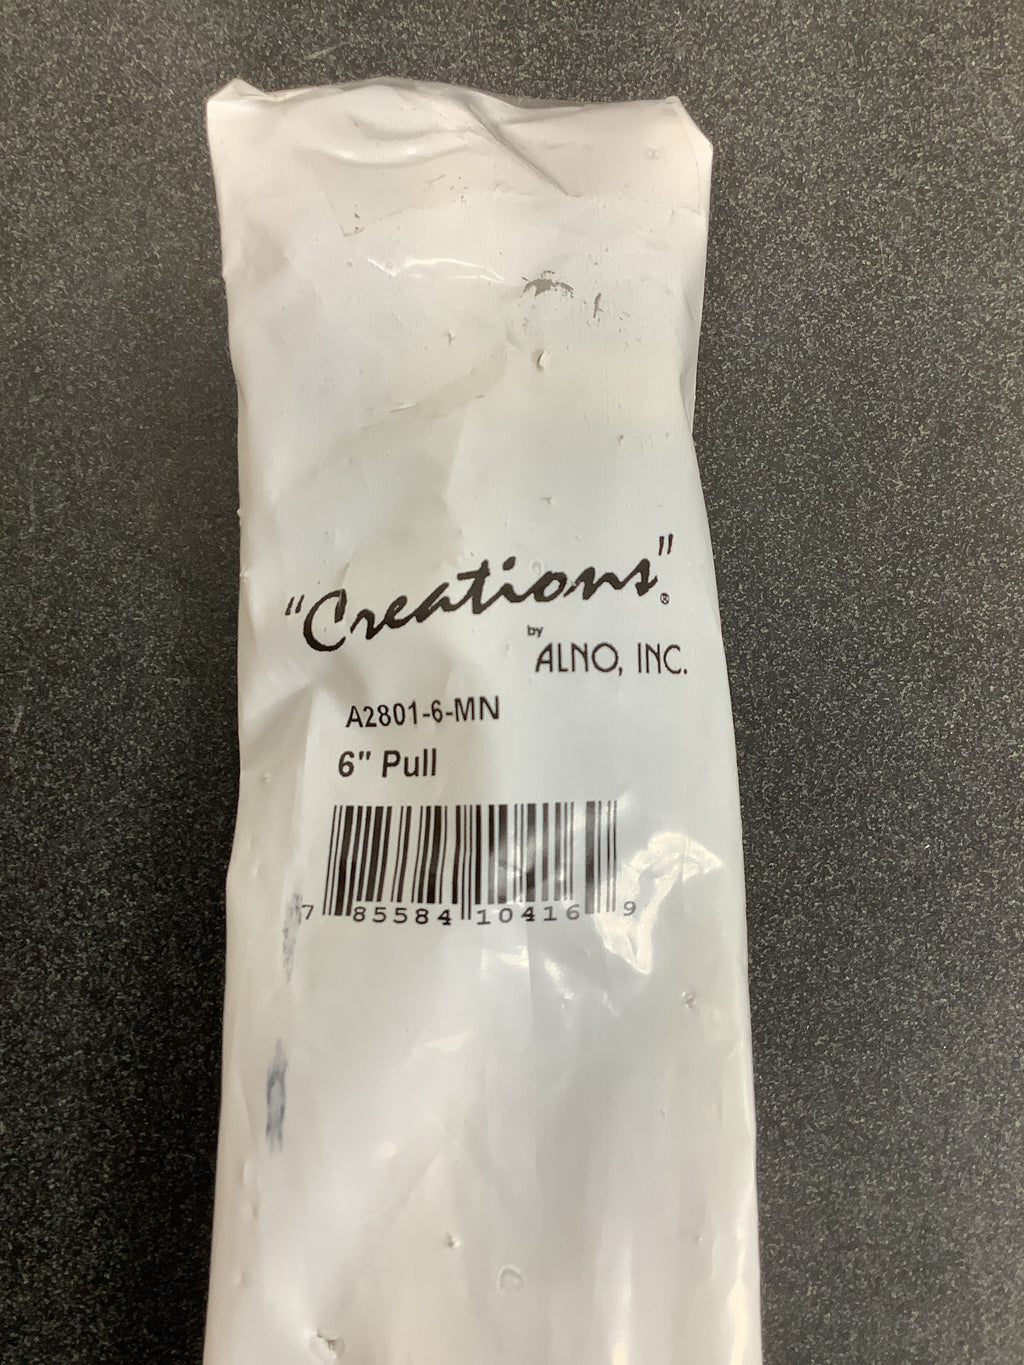 "Creations"®
by
ALNO, INC.
A2801-6-MN
6" Pull
7 85584 10416 9